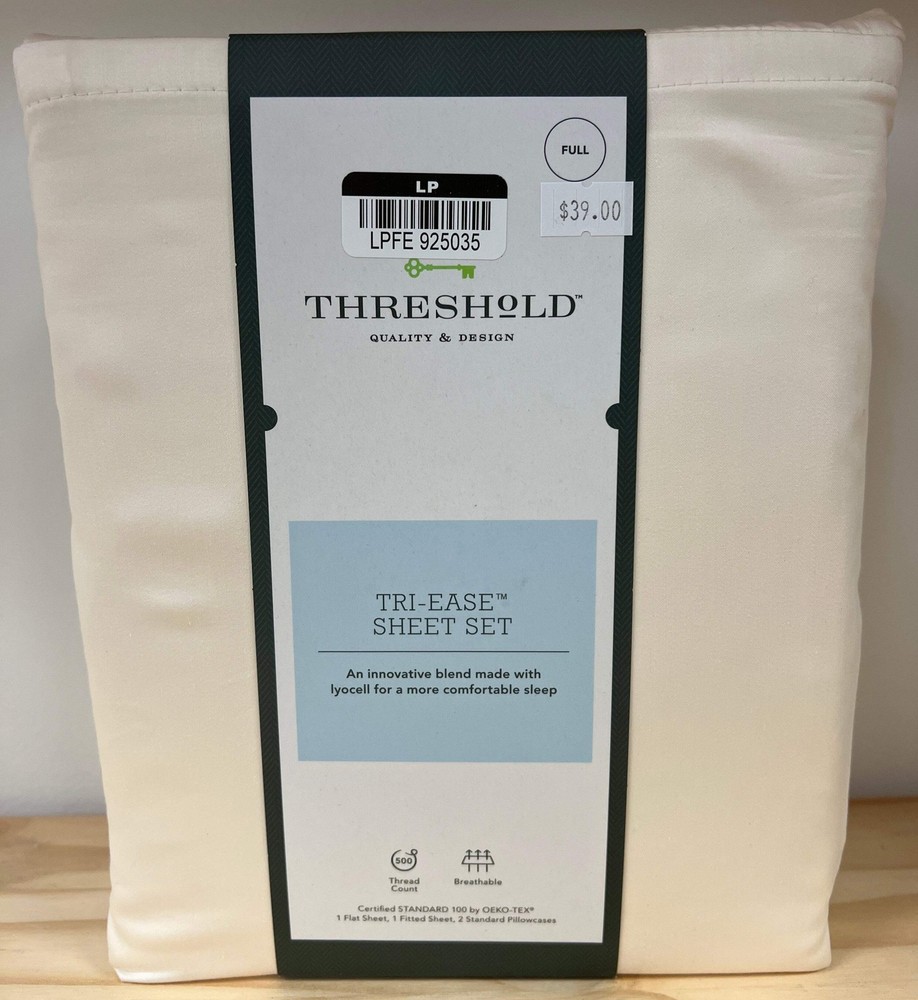 FULL
LP
LPFE 925035
$39.00
THRESHOLD™
QUALITY & DESIGN
TRI-EASE™
SHEET SET
An innovative blend made with
lyocell for a more comfortable sleep
500
Thread
Count
Breathable
Certified STANDARD 100 by OEKO-TEX®
1 Flat Sheet, 1 Fitted Sheet, 2 Standard Pillowcases